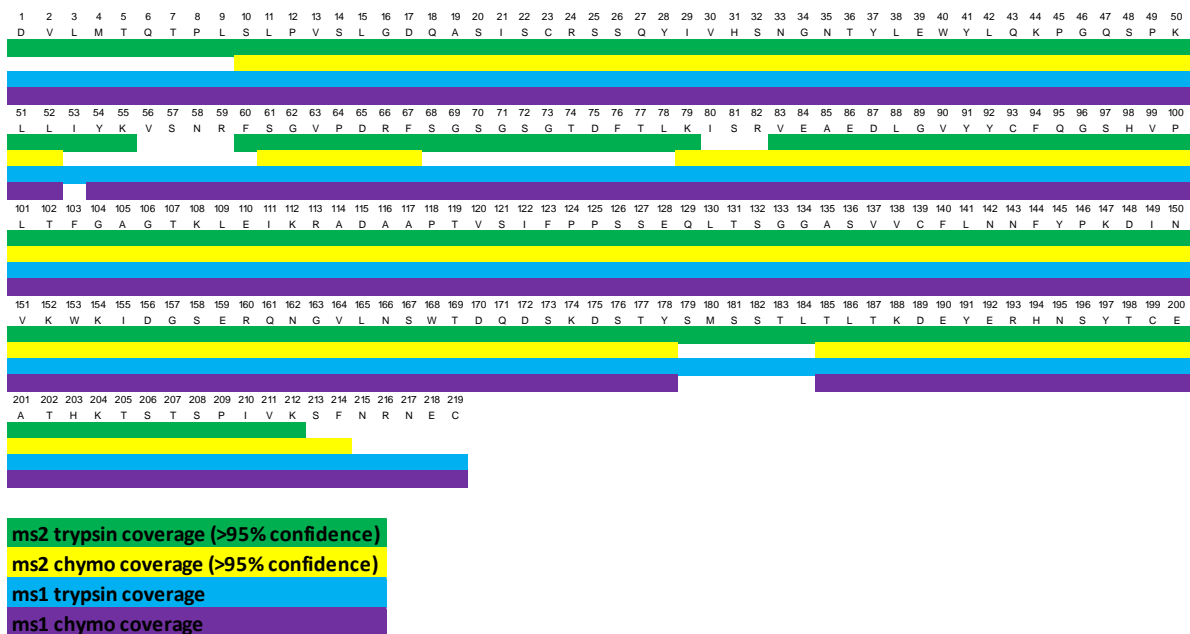 1 2 3 4 5 6 7 8 9 10 11 12 13 14 15 16 17 18 19 20 21 22 23 24 25 26 27 28 29 30 31 32 33 34 35 36 37 38 39 40 41 42 43 44 45 46 47 48 49 50
D V L M T Q T P L S L P V S L G D Q A S I S C R S S Q Y I V H S N G N T Y L E W Y L Q K P G Q S P K
51 52 53 54 55 56 57 58 59 60 61 62 63 64 65 66 67 68 69 70 71 72 73 74 75 76 77 78 79 80 81 82 83 84 85 86 87 88 89 90 91 92 93 94 95 96 97 98 99 100
L L I Y K V S N R F S G V P D R F S G S G S G T D F T L K I S R V E A E D L G V Y Y C F Q G S H V P
101 102 103 104 105 106 107 108 109 110 111 112 113 114 115 116 117 118 119 120 121 122 123 124 125 126 127 128 129 130 131 132 133 134 135 136 137 138 139 140 141 142 143 144 145 146 147 148 149 150
L T F G A G T K L E I K R A D A A P T V S I F P P S S E Q L T S G G A S V V C F L N N F Y P K D I N
151 152 153 154 155 156 157 158 159 160 161 162 163 164 165 166 167 168 169 170 171 172 173 174 175 176 177 178 179 180 181 182 183 184 185 186 187 188 189 190 191 192 193 194 195 196 197 198 199 200
V K W K I D G S E R Q N G V L N S W T D Q D S K D S T Y S M S S T L T L T K D E Y E R H N S Y T C E
201 202 203 204 205 206 207 208 209 210 211 212 213 214 215 216 217 218 219
A T H K T S T S P I V K S F N R N E C
ms2 trypsin coverage (>95% confidence)
ms2 chymo coverage (>95% confidence)
ms1 trypsin coverage
ms1 chymo coverage